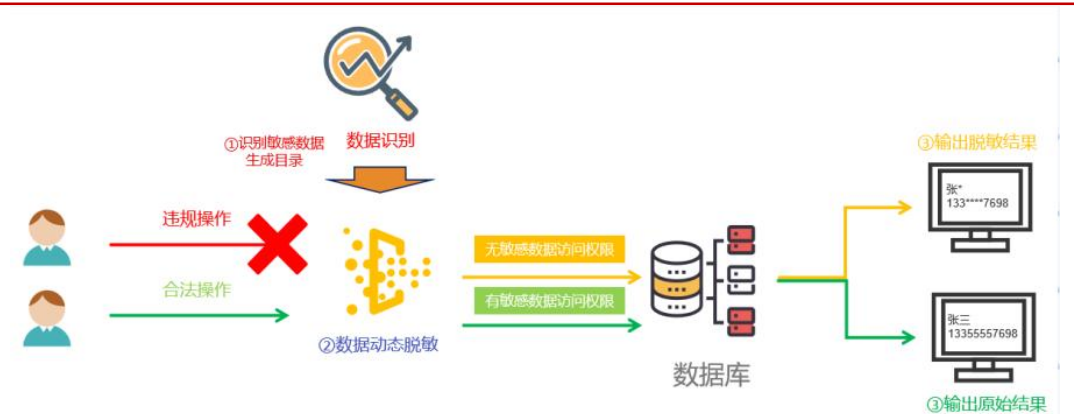 ①识别敏感数据
生成目录
数据识别
③输出脱敏结果
张*
133****7698
违规操作
无敏感数据访问权限
合法操作
有敏感数据访问权限
张三
13355557698
②数据动态脱敏
数据库
③输出原始结果